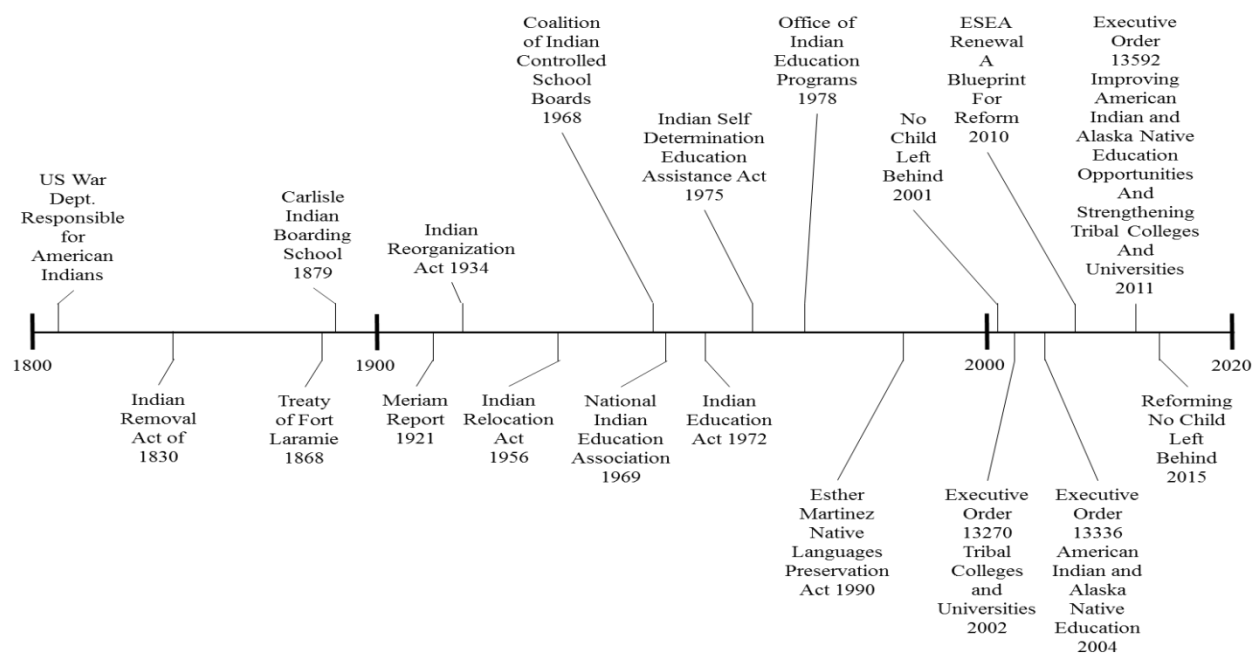 US War
Dept.
Responsible
for
American
Indians
Carlisle
Indian
Boarding
School
1879
Indian
Reorganization
Act 1934
Coalition
of Indian
Controlled
School
Boards
1968
Indian Self
Determination
Education
Assistance Act
1975
Office of
Indian
Education
Programs
1978
No
Child
Left
Behind
2001
ESEA
Renewal
A
Blueprint
For
Reform
2010
Executive
Order
13592
Improving
American
Indian and
Alaska Native
Education
Opportunities
And
Strengthening
Tribal Colleges
And
Universities
2011
1800
1900
2000
2020
Indian
Removal
Act of
1830
Treaty
of Fort
Laramie
1868
Meriam
Report
1921
Indian
Relocation
Act
1956
National
Indian
Education
Association
1969
Indian
Education
Act 1972
Esther
Martinez
Native
Languages
Preservation
Act 1990
Executive
Order
13270
Tribal
Colleges
and
Universities
2002
Executive
Order
13336
American
Indian and
Alaska
Native
Education
2004
Reforming
No Child
Left
Behind
2015